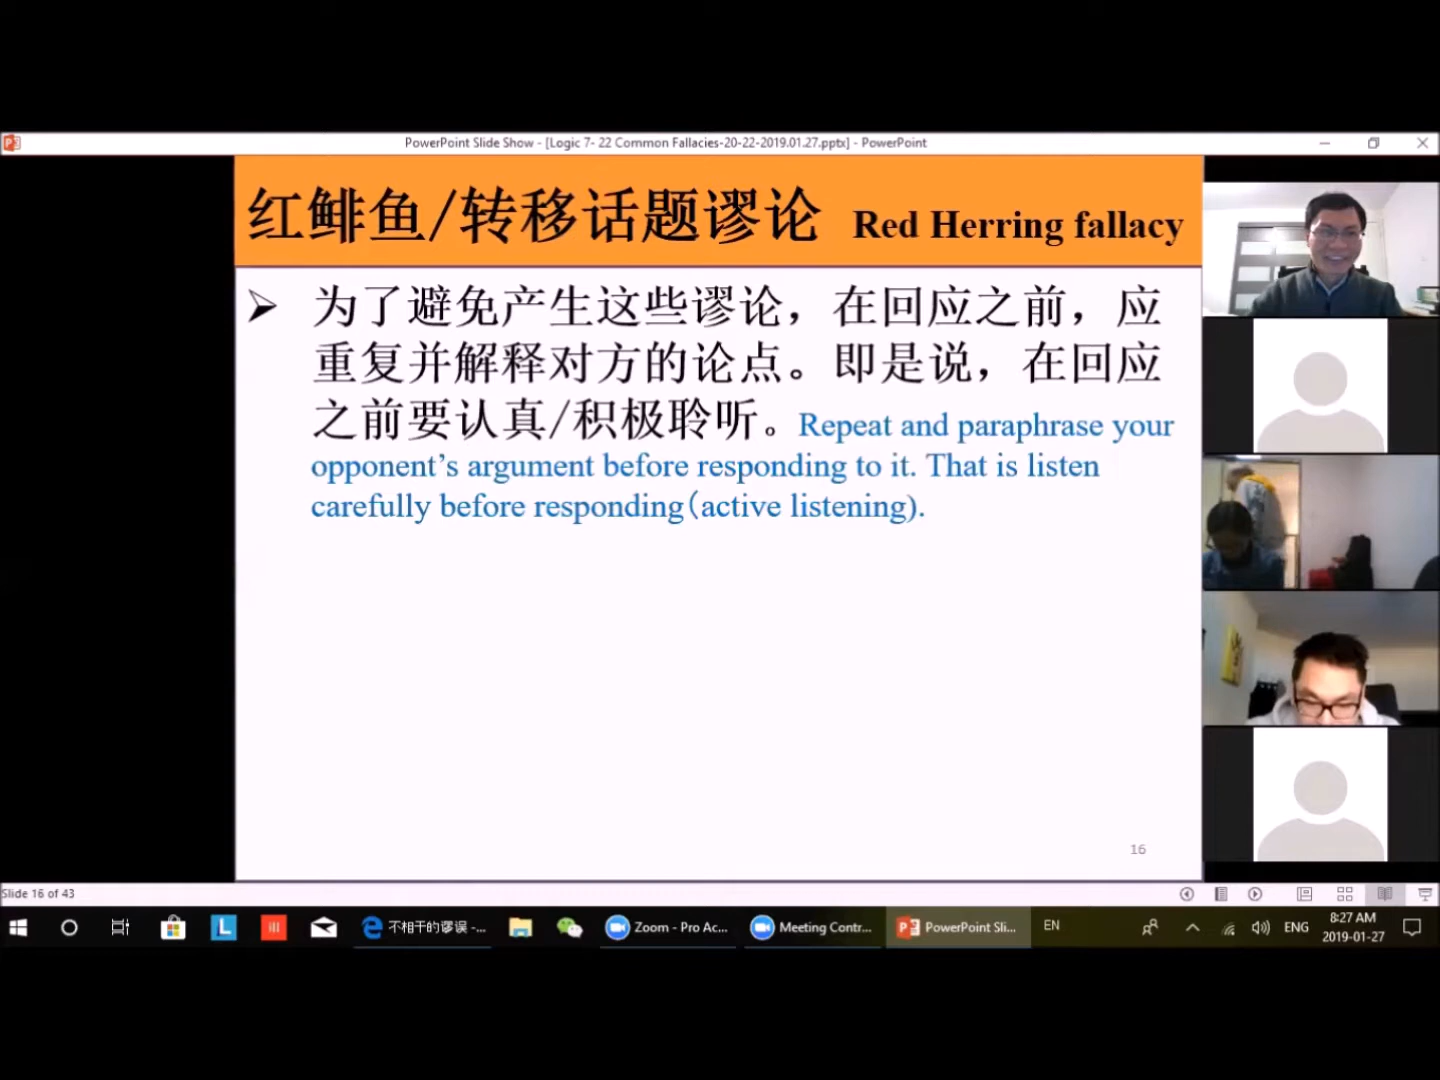 PowerPoint Slide Show - [Logic 7- 22 Common Fallacies-20-22-2019.01.27.pptx] - PowerPoint
红鲱鱼/转移话题谬论 Red Herring fallacy
为了避免产生这些谬论，在回应之前，应
重复并解释对方的论点。即是说，在回应
之前要认真/积极聆听。Repeat and paraphrase your
opponent’s argument before responding to it. That is listen
carefully before responding（active listening).
16
Slide 16 of 43
不相干的谬误 -...
Zoom - Pro Ac...
Meeting Contr...
PowerPoint Sli...
EN
ENG
8:27 AM
2019-01-27